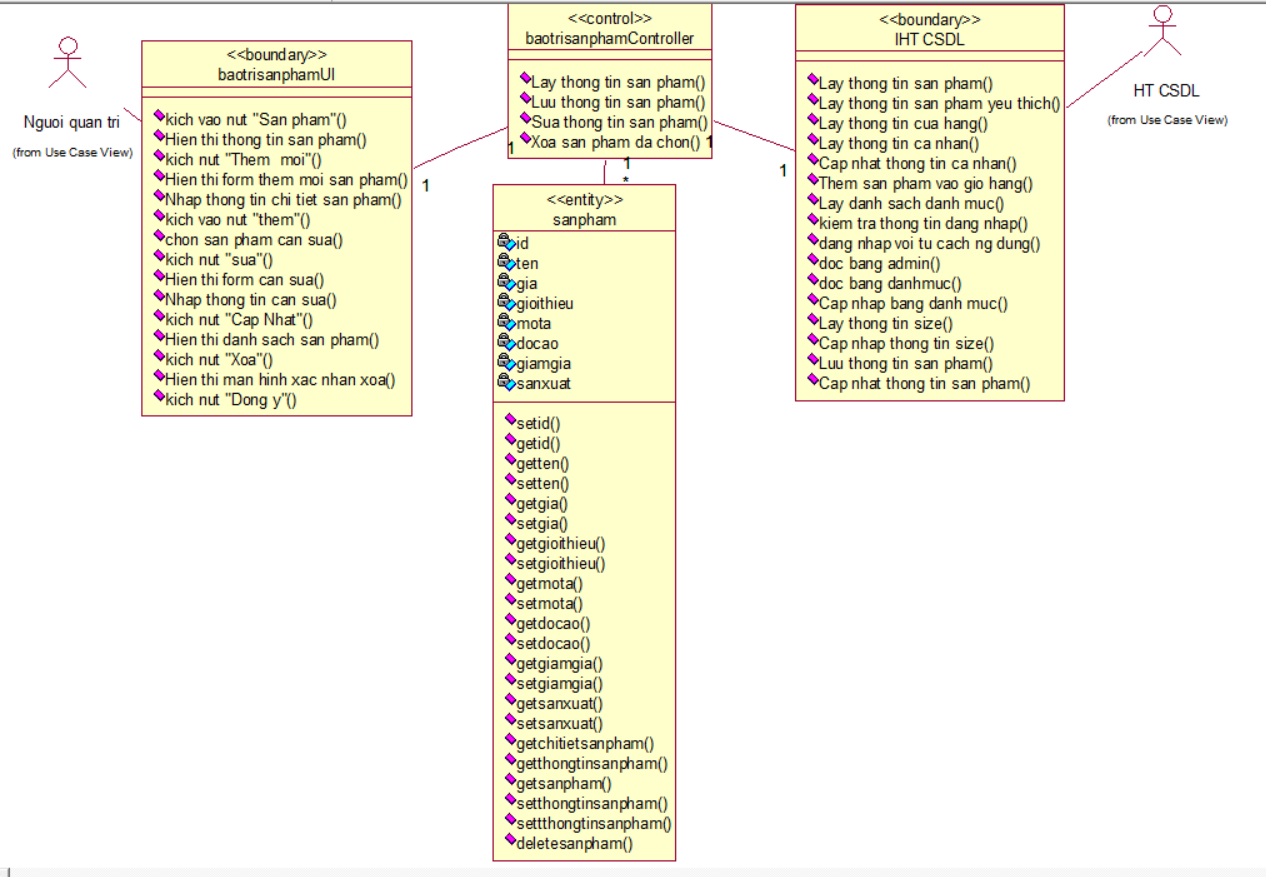 Nguoi quan tri
(from Use Case View)
<<boundary>>
baotrisanphamUI
kich vao nut "San pham"()
Hien thi thong tin san pham()
kich nut "Them  moi"()
Hien thi form them moi san pham()
Nhap thong tin chi tiet san pham()
kich vao nut "them"()
chon san pham can sua()
kich nut "sua"()
Hien thi form can sua()
Nhap thong tin can sua()
kich nut "Cap Nhat"()
Hien thi danh sach san pham()
kich nut "Xoa"()
Hien thi man hinh xac nhan xoa()
kich nut "Dong y"()
1
1
<<control>>
baotrisanphamController
Lay thong tin san pham()
Luu thong tin san pham()
Sua thong tin san pham()
Xoa san pham da chon()
1
1
1
*
<<entity>>
sanpham
id
ten
gia
gioithieu
mota
docao
giamgia
sanxuat
setid()
getid()
getten()
setten()
getgia()
setgia()
getgioithieu()
setgioithieu()
getmota()
setmota()
getdocao()
setdocao()
getgiamgia()
setgiamgia()
getsanxuat()
setsanxuat()
getchitietsanpham()
getthongtinsanpham()
getsanpham()
setthongtinsanpham()
settthongtinsanpham()
deletesanpham()
<<boundary>>
IHT CSDL
Lay thong tin san pham()
Lay thong tin san pham yeu thich()
Lay thong tin cua hang()
Lay thong tin ca nhan()
Cap nhat thong tin ca nhan()
Them san pham vao gio hang()
Lay danh sach danh muc()
kiem tra thong tin dang nhap()
dang nhap voi tu cach ng dung()
doc bang admin()
doc bang danhmuc()
Cap nhap bang danh muc()
Lay thong tin size()
Cap nhap thong tin size()
Luu thong tin san pham()
Cap nhat thong tin san pham()
HT CSDL
(from Use Case View)